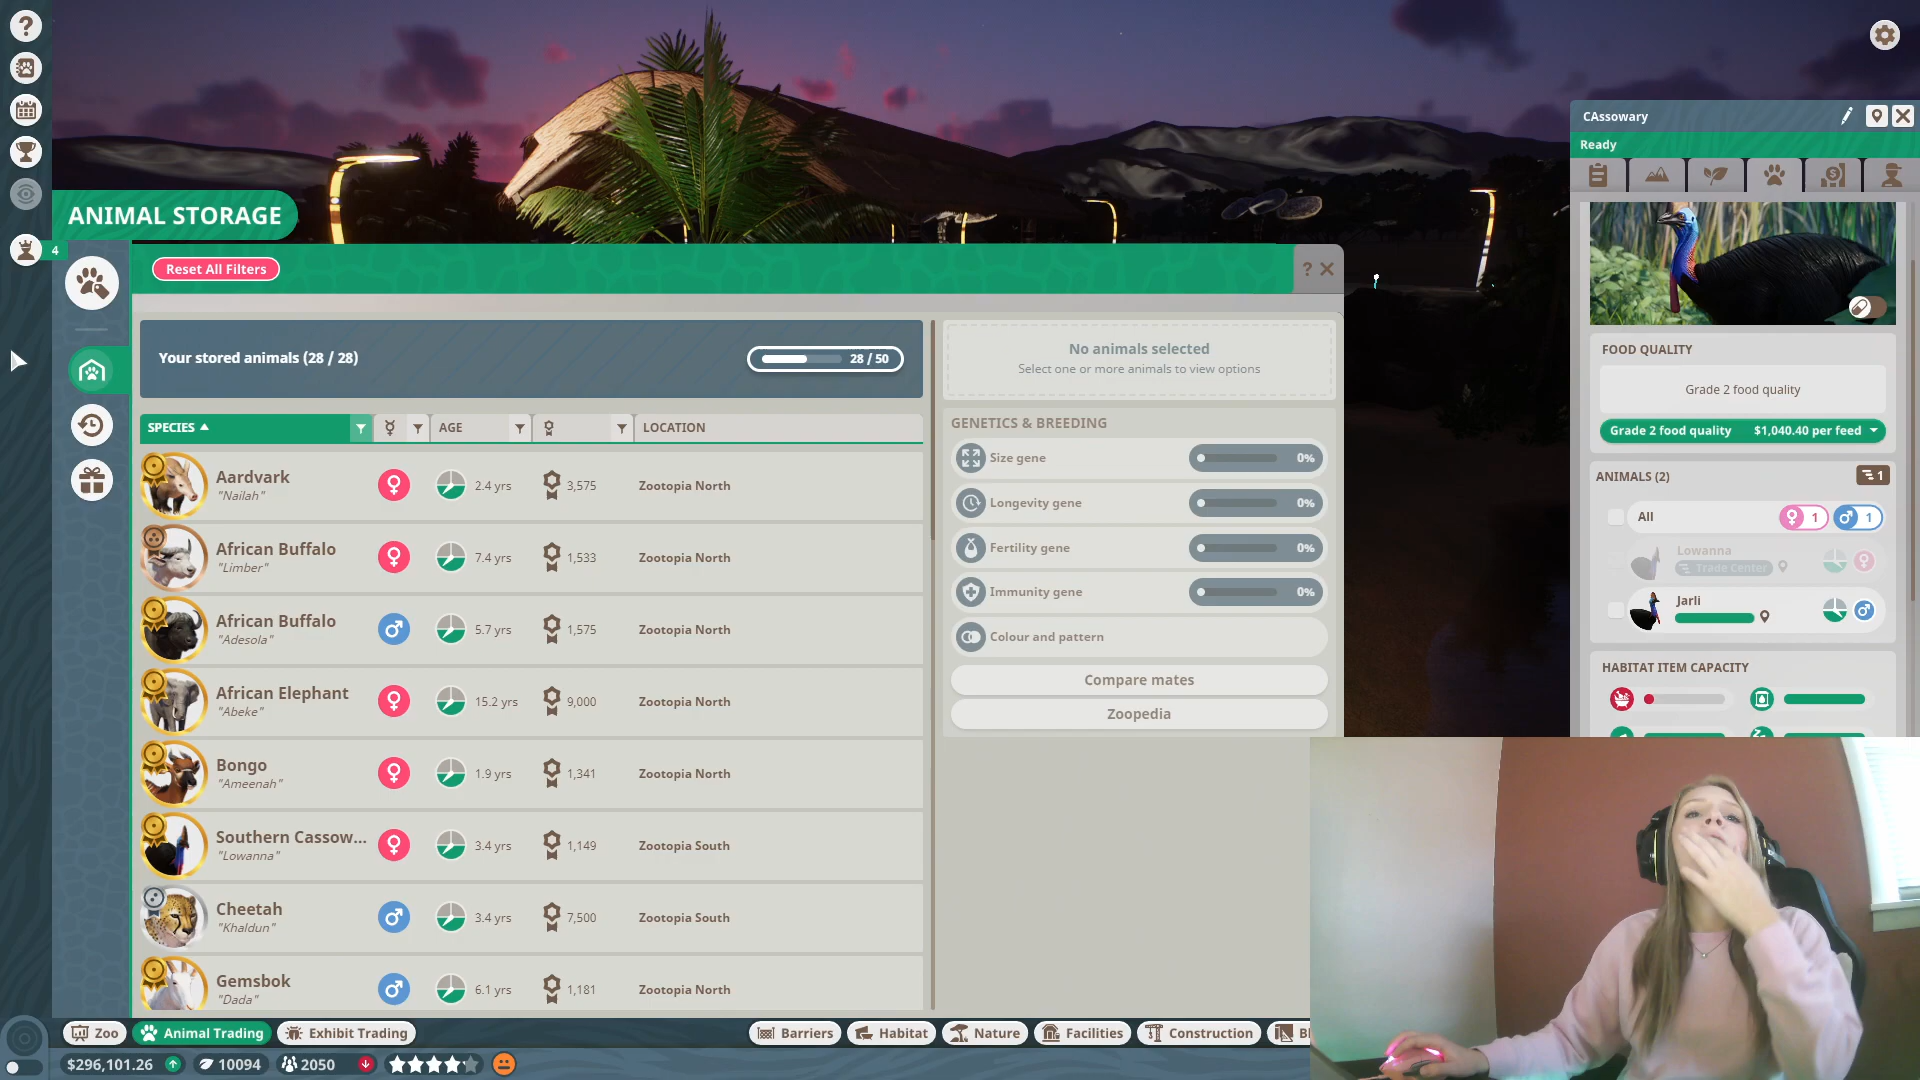 ?
4
ANIMAL STORAGE
Reset All Filters
?
Your stored animals (28 / 28)
28 / 50
SPECIES
AGE
LOCATION
Aardvark
"Nailah"
2.4 yrs
3,575
Zootopia North
African Buffalo
"Limber"
7.4 yrs
1,533
Zootopia North
African Buffalo
"Adesola"
5.7 yrs
1,575
Zootopia North
African Elephant
"Abeke"
15.2 yrs
9,000
Zootopia North
Bongo
"Ameenah"
1.9 yrs
1,341
Zootopia North
Southern Cassow...
"Lowanna"
3.4 yrs
1,149
Zootopia South
Cheetah
"Khaldun"
3.4 yrs
7,500
Zootopia South
Gemsbok
"Dada"
6.1 yrs
1,181
Zootopia North
No animals selected
Select one or more animals to view options
GENETICS & BREEDING
Size gene
0%
Longevity gene
0%
Fertility gene
0%
Immunity gene
0%
Colour and pattern
Compare mates
Zoopedia
CAssowary
Ready
FOOD QUALITY
Grade 2 food quality
Grade 2 food quality $1,040.40 per feed
ANIMALS (2)
1
All
1
1
Lowanna
Trade Center
Jarli
HABITAT ITEM CAPACITY
Zoo
Animal Trading
Exhibit Trading
Barriers
Habitat
Nature
Facilities
Construction
Bl
$296,101.26
10094
2050